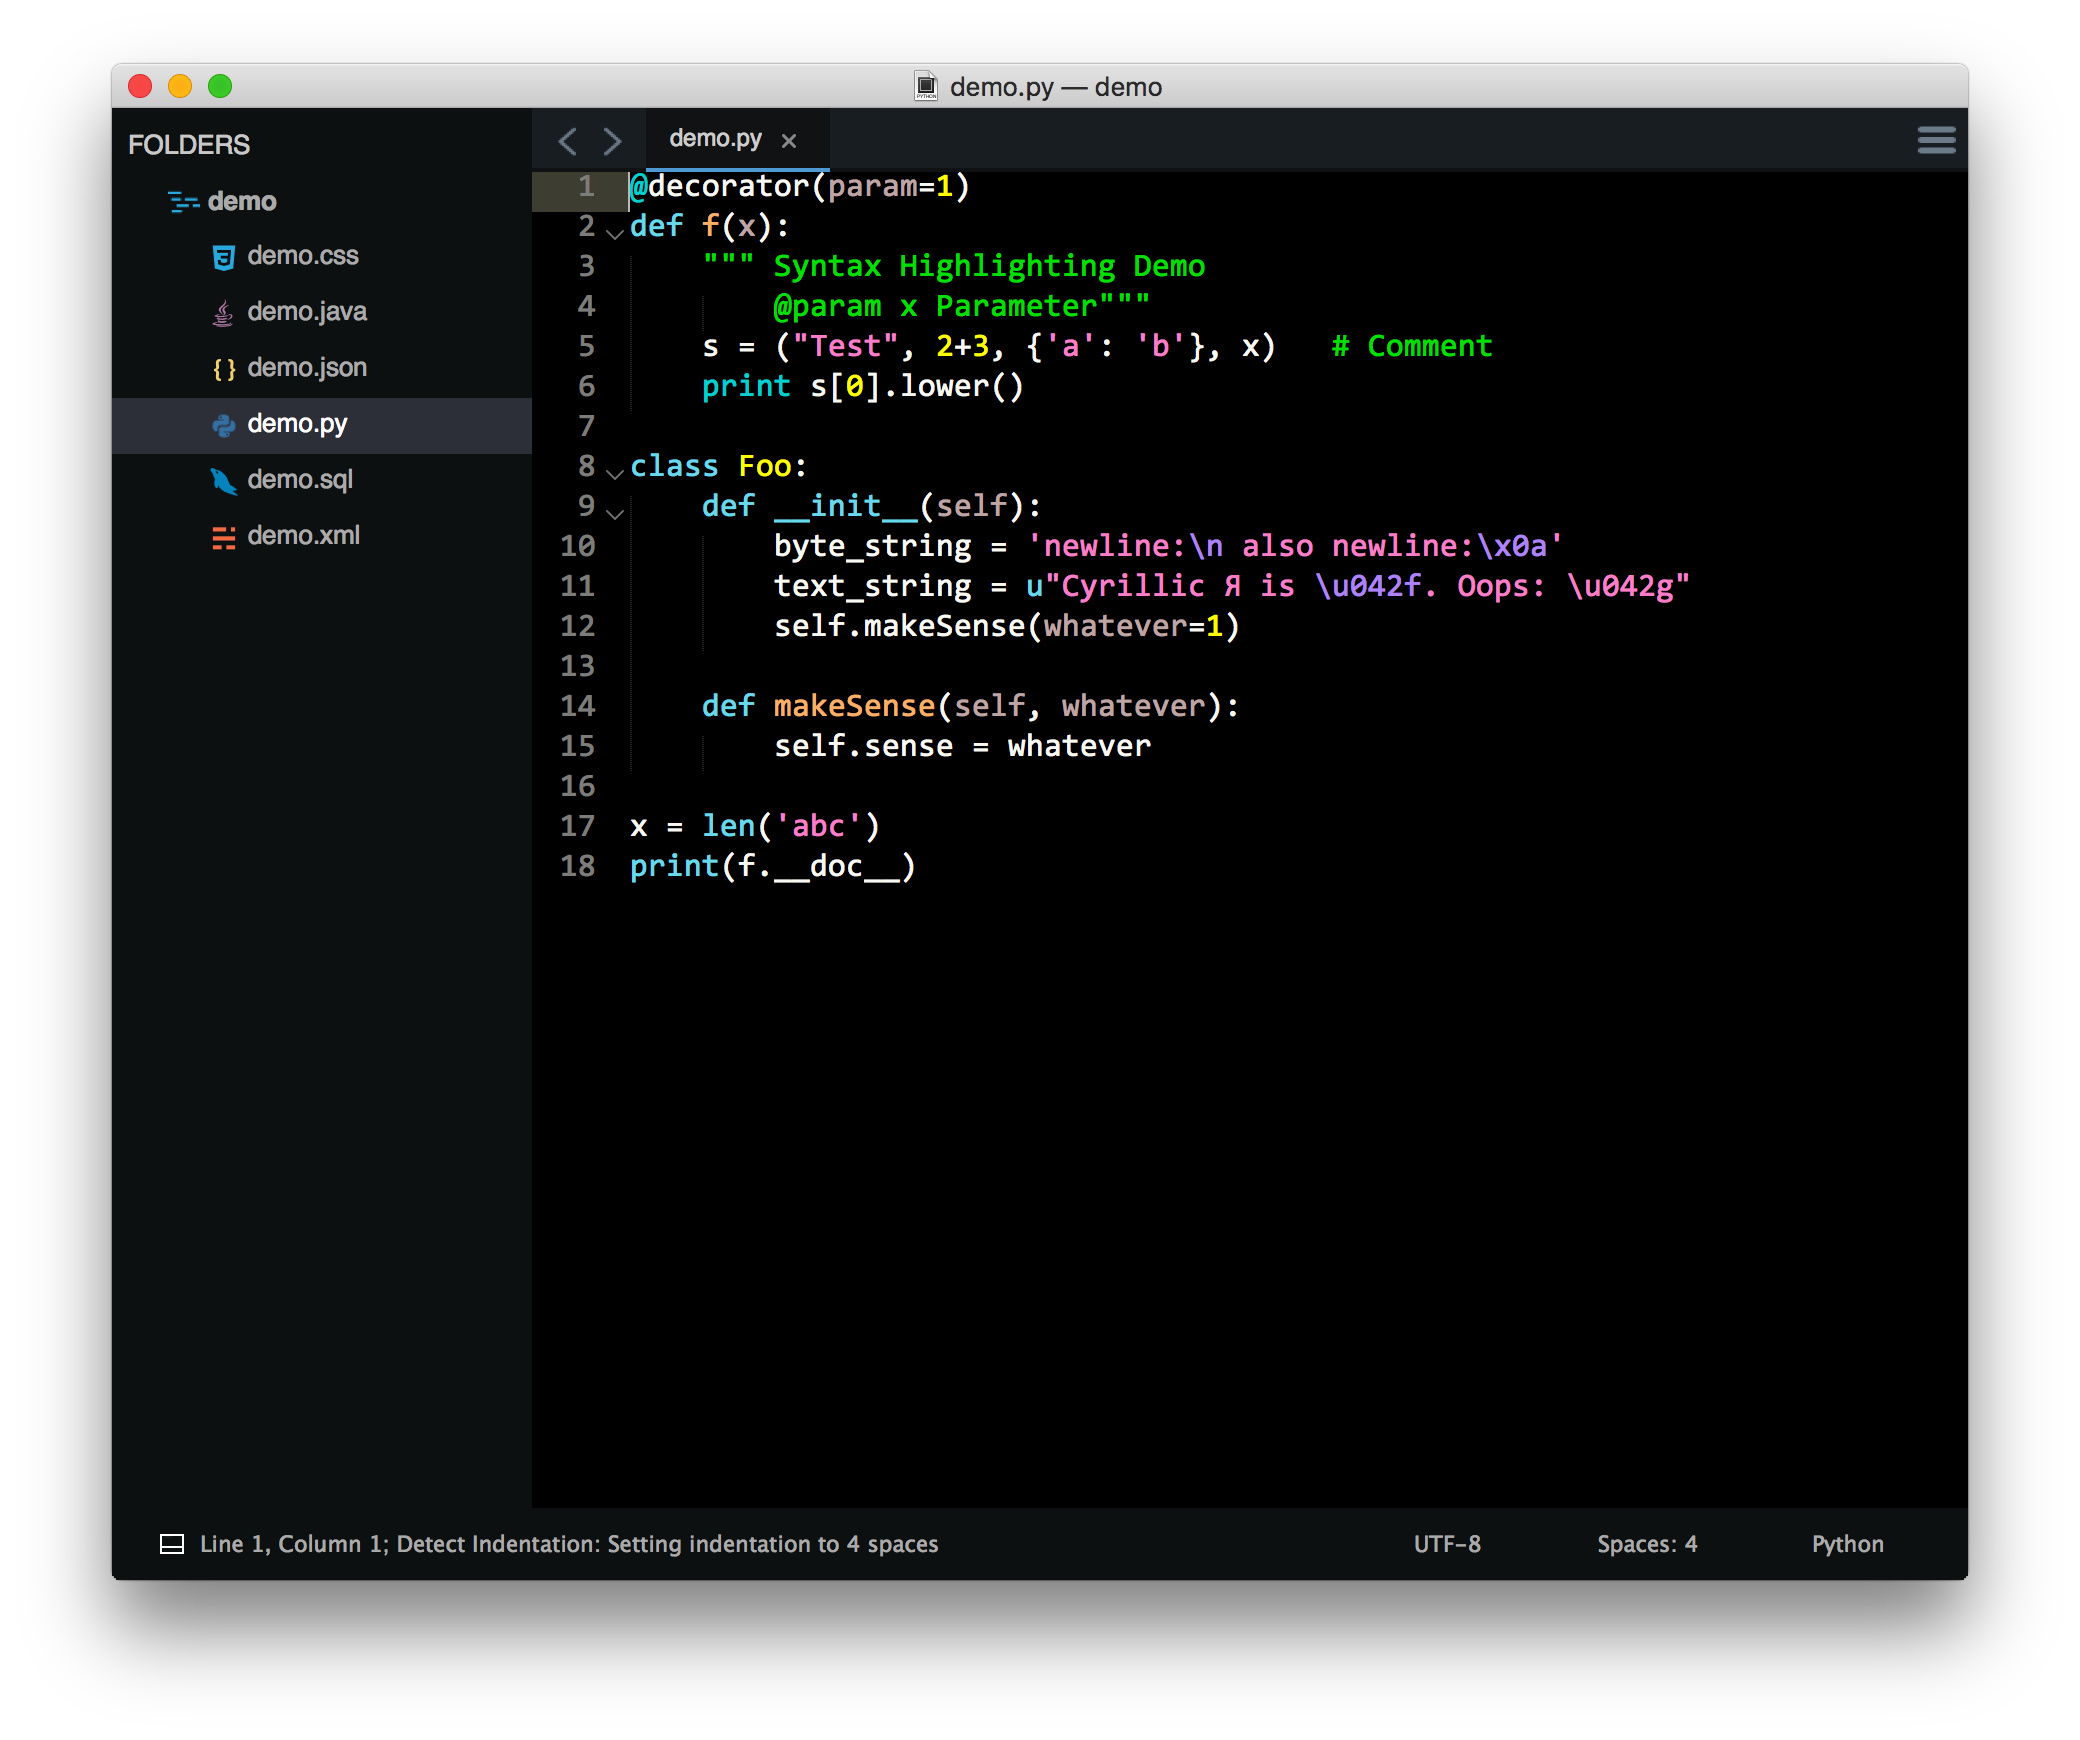 demo.py — demo
FOLDERS
demo
demo.css
demo.java
demo.json
demo.py
demo.sql
demo.xml
demo.py ×
1 @decorator(param=1)
2 def f(x):
3     """ Syntax Highlighting Demo
4         @param x Parameter"""
5     s = ("Test", 2+3, {'a': 'b'}, x)   # Comment
6     print s[0].lower()
7
8 class Foo:
9     def __init__(self):
10         byte_string = 'newline:\n also newline:\x0a'
11         text_string = u"Cyrillic Я is \u042f. Oops: \u042g"
12         self.makeSense(whatever=1)
13
14     def makeSense(self, whatever):
15         self.sense = whatever
16
17 x = len('abc')
18 print(f.__doc__)
Line 1, Column 1; Detect Indentation: Setting indentation to 4 spaces
UTF-8
Spaces: 4
Python